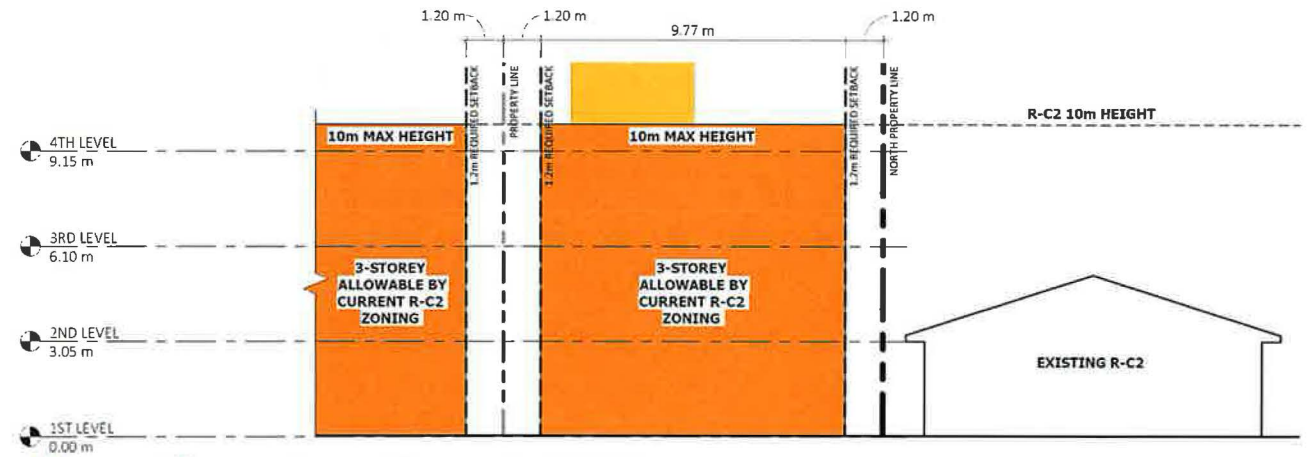 1.20 m
1.20 m
9.77 m
1.20 m
1.2m REQUIRED SETBACK
PROPERTY LINE
1.2m REQUIRED SETBACK
1.2m REQUIRED SETBACK
NORTH PROPERTY LINE
R-C2 10m HEIGHT
10m MAX HEIGHT
10m MAX HEIGHT
4TH LEVEL
9.15 m
3RD LEVEL
6.10 m
3-STOREY
ALLOWABLE BY
CURRENT R-C2
ZONING
3-STOREY
ALLOWABLE BY
CURRENT R-C2
ZONING
2ND LEVEL
3.05 m
EXISTING R-C2
1ST LEVEL
0.00 m